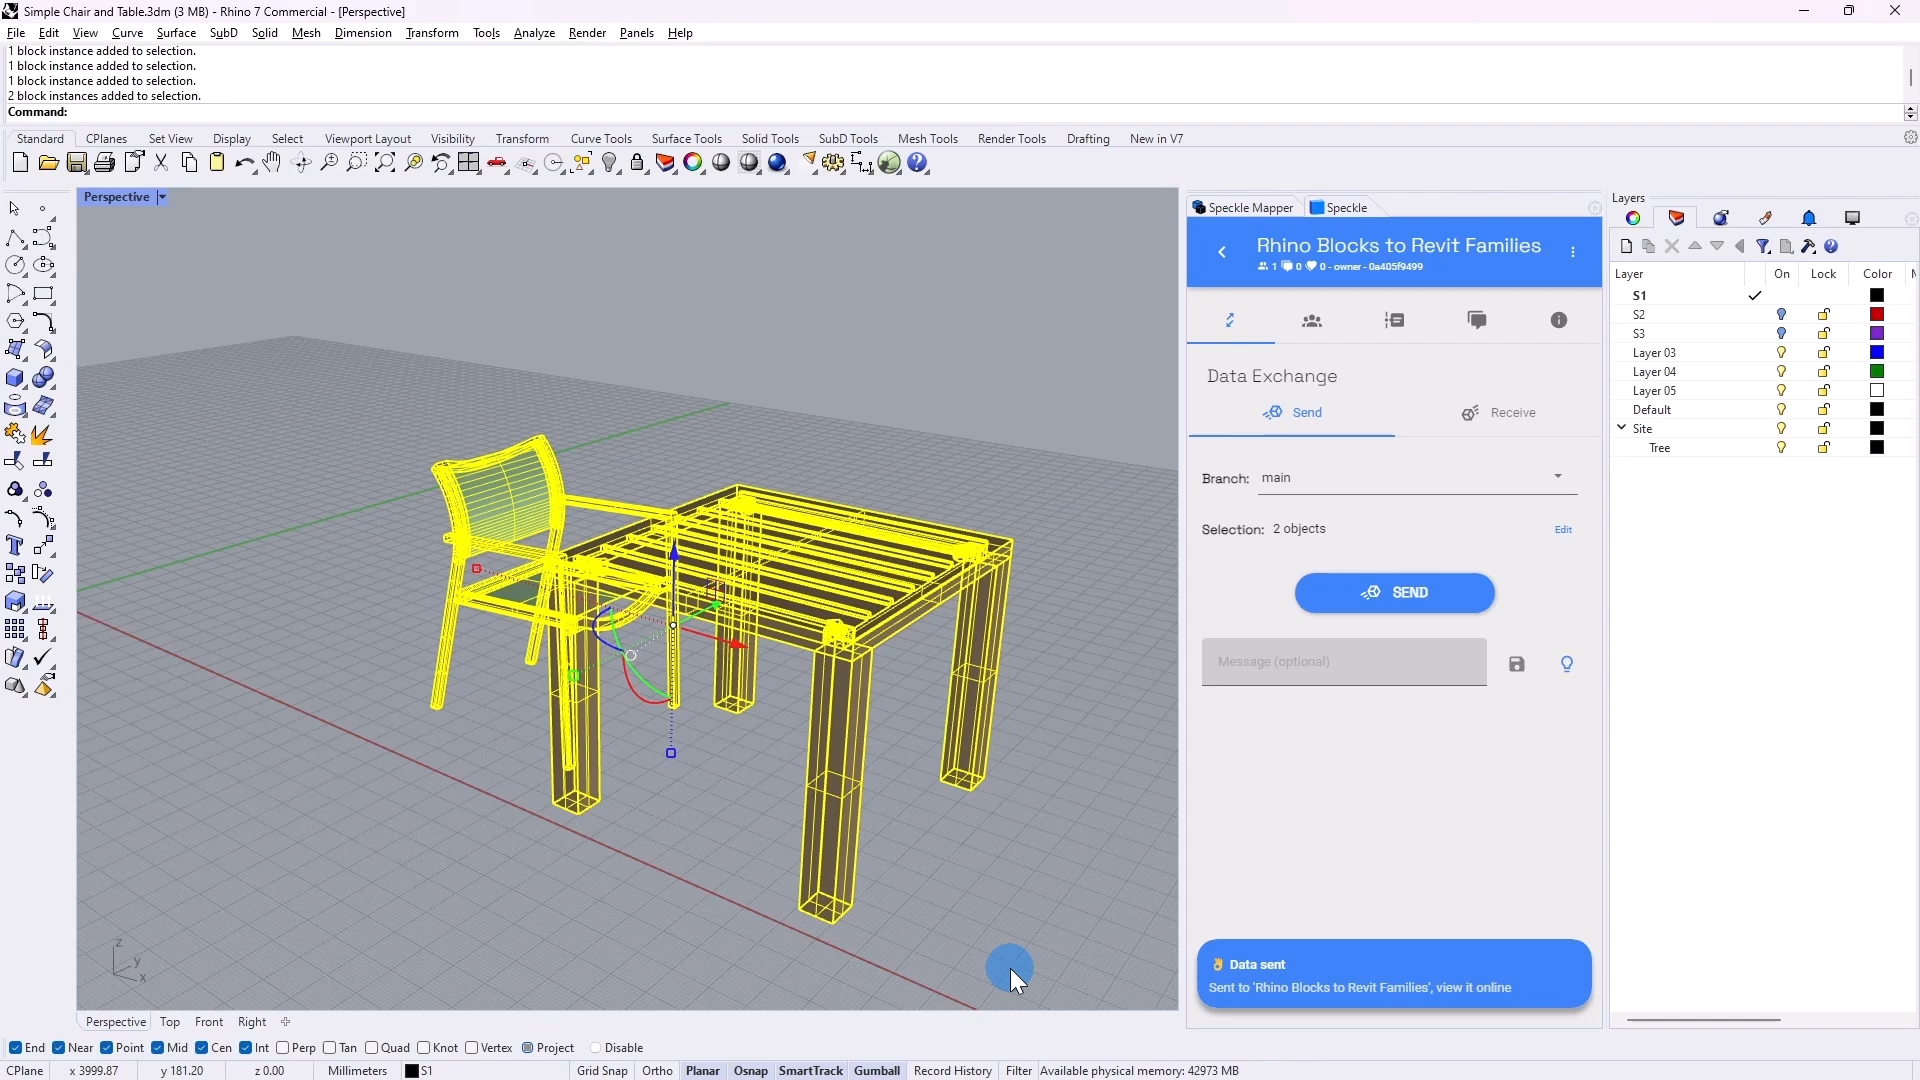 Simple Chair and Table.3dm (3 MB) - Rhino 7 Commercial - [Perspective]
File Edit View Curve Surface SubD Solid Mesh Dimension Transform Tools Analyze Render Panels Help
1 block instance added to selection.
1 block instance added to selection.
1 block instance added to selection.
2 block instances added to selection.
Command:
Standard CPlanes Set View Display Select Viewport Layout Visibility Transform Curve Tools Surface Tools Solid Tools SubD Tools Mesh Tools Render Tools Drafting New in V7
Perspective
Speckle Mapper Speckle
Rhino Blocks to Revit Families
1 0 0 - owner - 0a405f9499
Data Exchange
Send Receive
Branch: main
Selection: 2 objects Edit
SEND
Message (optional)
Data sent
Sent to 'Rhino Blocks to Revit Families', view it online
Layers
Layer On Lock Color
S1
S2
S3
Layer 03
Layer 04
Layer 05
Default
Site
Tree
z
y
x
Perspective Top Front Right
End Near Point Mid Cen Int Perp Tan Quad Knot Vertex Project Disable
CPlane x 3999.87 y 181.20 z 0.00 Millimeters S1 Grid Snap Ortho Planar Osnap SmartTrack Gumball Record History Filter Available physical memory: 42973 MB